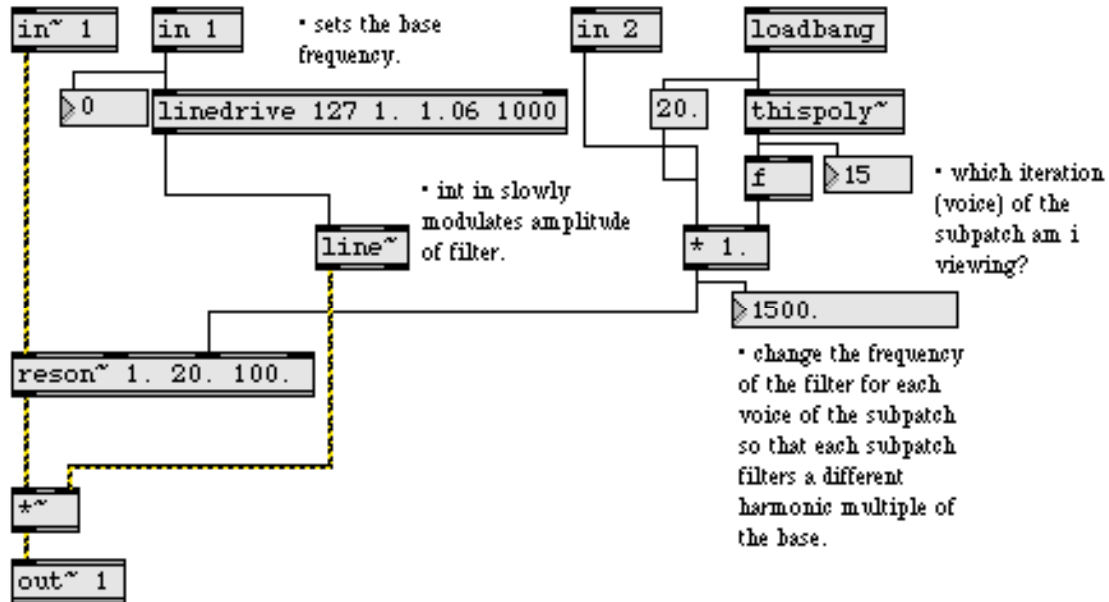 in~ 1
in 1
• sets the base
frequency.
in 2
loadbang
0
linedrive 127 1. 1.06 1000
20.
thispoly~
f
15
• which iteration
(voice) of the
subpatch am i
viewing?
• int in slowly
modulates amplitude
of filter.
line~
* 1.
1500.
reson~ 1. 20. 100.
• change the frequency
of the filter for each
voice of the subpatch
so that each subpatch
filters a different
harmonic multiple of
the base.
*~
out~ 1